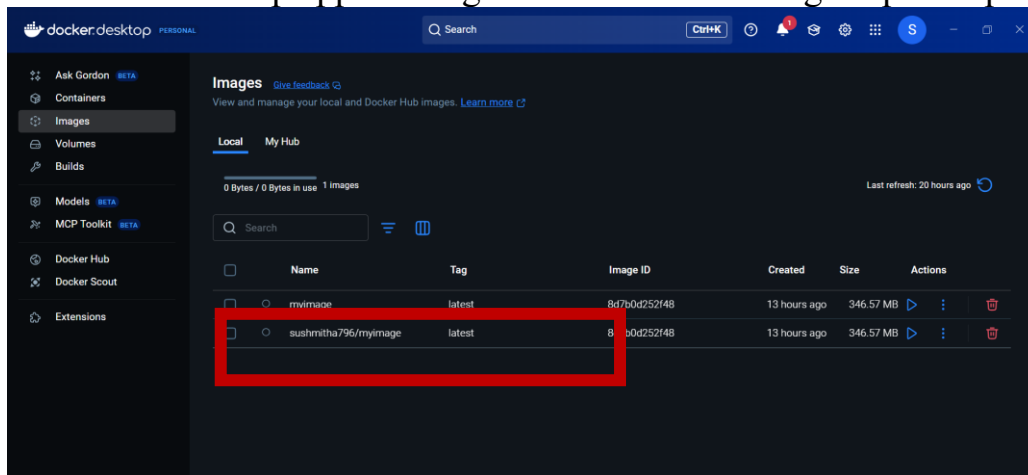 docker.desktop PERSONAL Search Ctrl+K 1 S
Ask Gordon BETA
Containers
Images
Volumes
Builds
Models BETA
MCP Toolkit BETA
Docker Hub
Docker Scout
Extensions
Images Give feedback
View and manage your local and Docker Hub images. Learn more
Local My Hub
0 Bytes / 0 Bytes in use 1 images Last refresh: 20 hours ago
Search
Name Tag Image ID Created Size Actions
myimage latest 8d7b0d252f48 13 hours ago 346.57 MB
sushmitha796/myimage latest 13 hours ago 346.57 MB